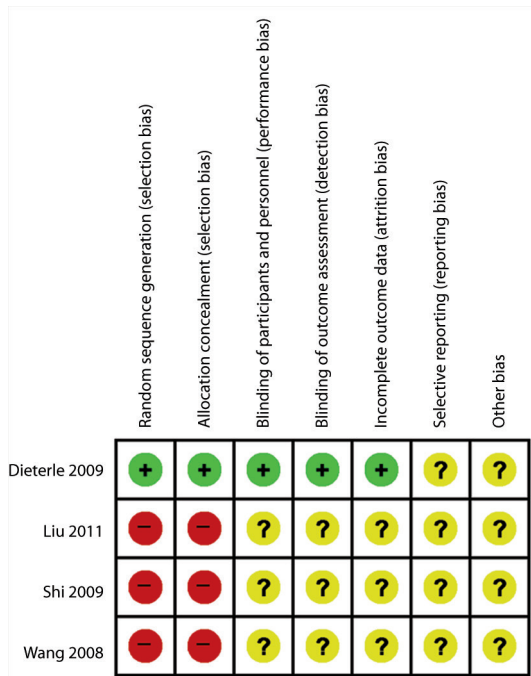 Random sequence generation (selection bias)
Allocation concealment (selection bias)
Blinding of participants and personnel (performance bias)
Blinding of outcome assessment (detection bias)
Incomplete outcome data (attrition bias)
Selective reporting (reporting bias)
Other bias
Dieterle 2009 + + + + + ? ?
Liu 2011 − − ? ? ? ? ?
Shi 2009 − − ? ? ? ? ?
Wang 2008 − − ? ? ? ? ?